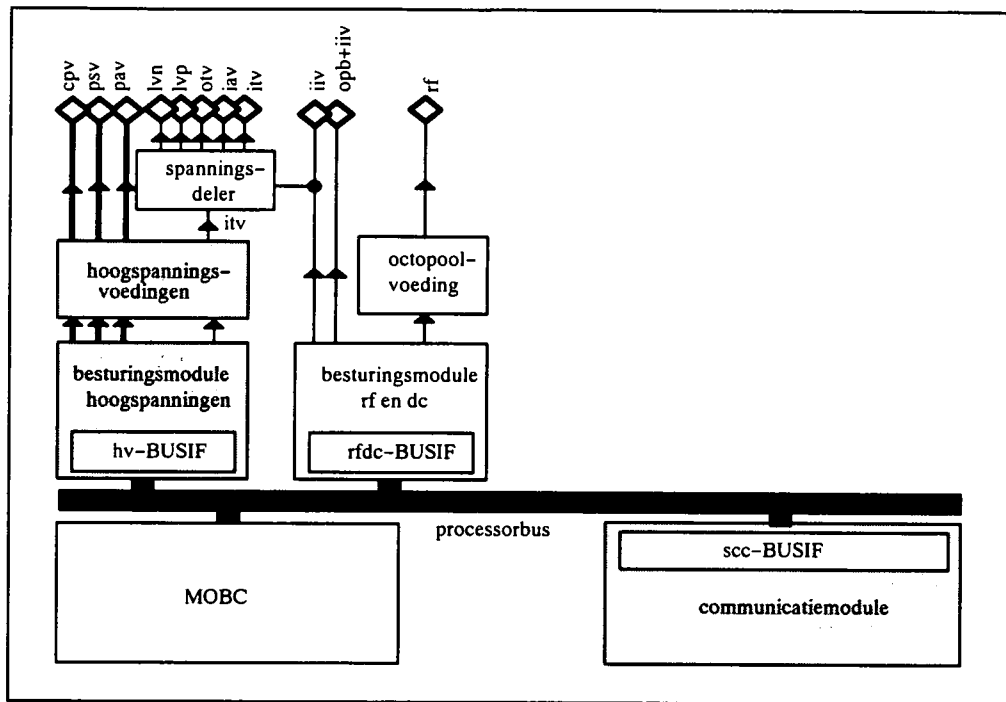 cpv
psv
pav
lvn
lvp
otv
iav
itv
iiv
opb+iiv
rf
spannings-
deler
itv
hoogspannings-
voedingen
octopool-
voeding
besturingsmodule
hoogspanningen
hv-BUSIF
besturingsmodule
rf en dc
rfdc-BUSIF
processorbus
MOBC
scc-BUSIF
communicatiemodule